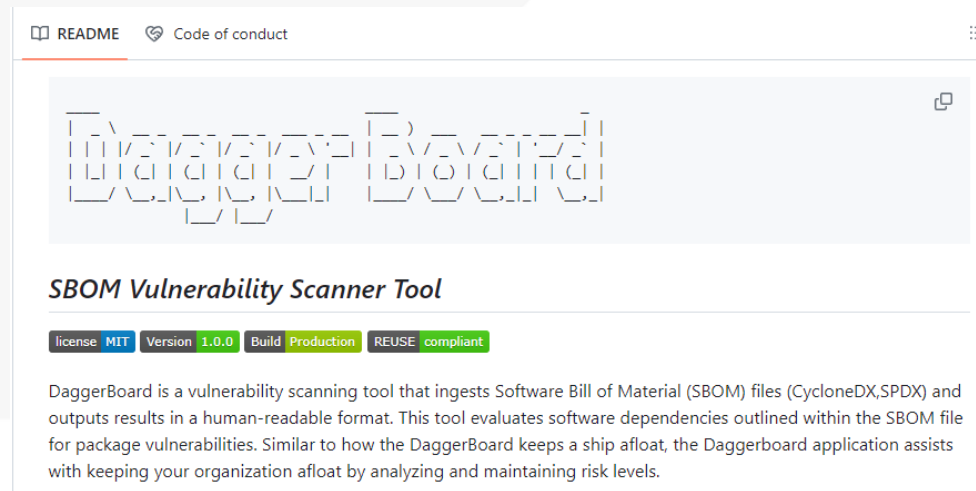 README Code of conduct
Dagger Board
SBOM Vulnerability Scanner Tool
license MIT Version 1.0.0 Build Production REUSE compliant
DaggerBoard is a vulnerability scanning tool that ingests Software Bill of Material (SBOM) files (CycloneDX,SPDX) and
outputs results in a human-readable format. This tool evaluates software dependencies outlined within the SBOM file
for package vulnerabilities. Similar to how the DaggerBoard keeps a ship afloat, the Daggerboard application assists
with keeping your organization afloat by analyzing and maintaining risk levels.